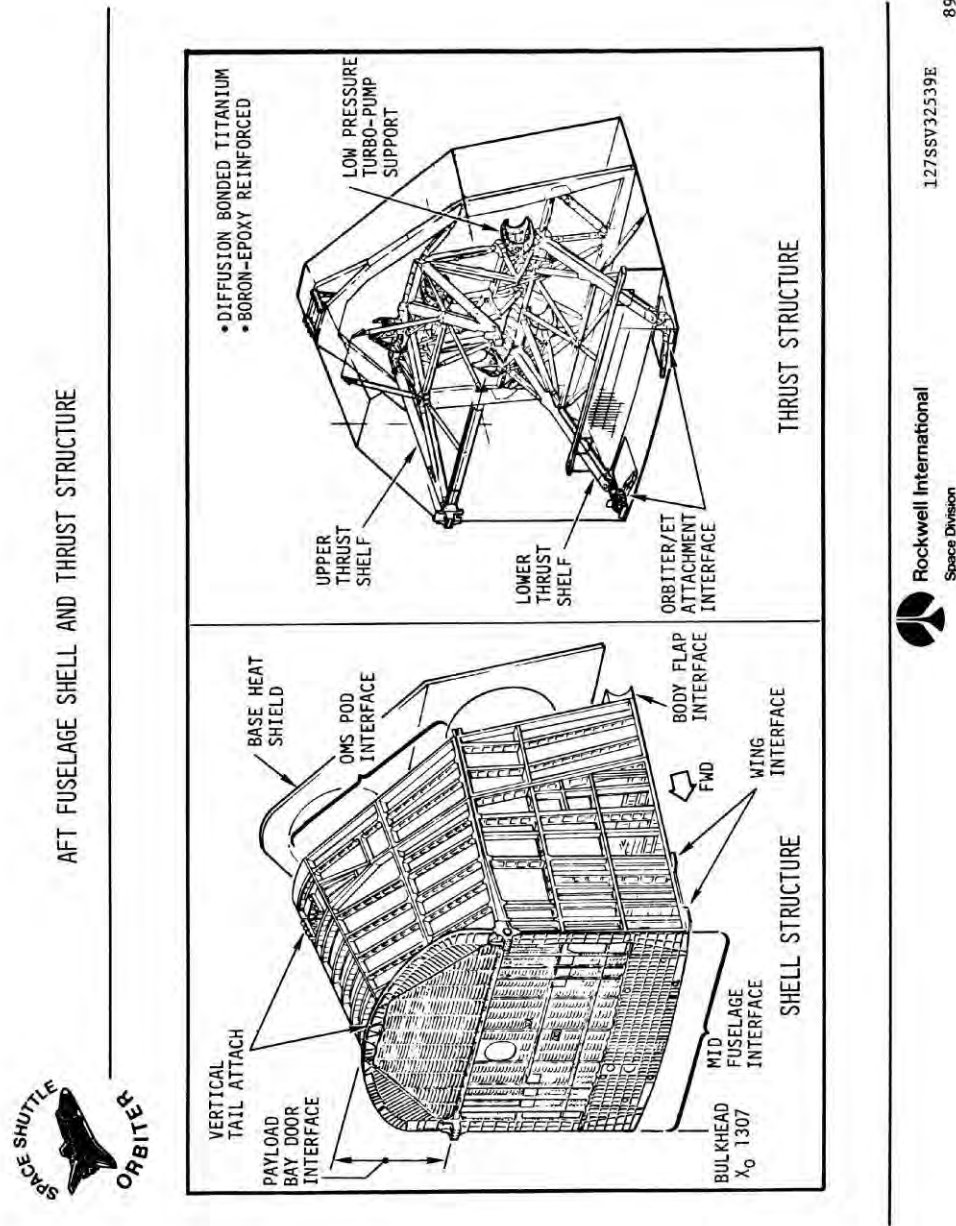 SPACE SHUTTLE
ORBITER
AFT FUSELAGE SHELL AND THRUST STRUCTURE
VERTICAL
TAIL ATTACH
PAYLOAD
BAY DOOR
INTERFACE
BASE HEAT
SHIELD
OMS POD
INTERFACE
BODY FLAP
INTERFACE
FWD
WING
INTERFACE
MID
FUSELAGE
INTERFACE
BULKHEAD
X₀ 1307
SHELL STRUCTURE
• DIFFUSION BONDED TITANIUM
• BORON-EPOXY REINFORCED
LOW PRESSURE
TURBO-PUMP
SUPPORT
UPPER
THRUST
SHELF
LOWER
THRUST
SHELF
ORBITER/ET
ATTACHMENT
INTERFACE
THRUST STRUCTURE
Rockwell International
Space Division
127SSV32539E
89